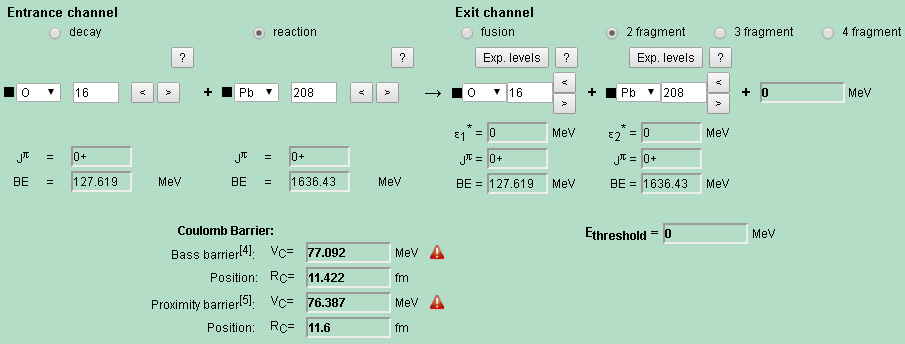 Entrance channel Exit channel
decay reaction fusion 2 fragment 3 fragment 4 fragment
? ? Exp. levels ? Exp. levels ?
O 16 < > + Pb 208 < > → O 16 < > + Pb 208 < > + 0 MeV
ε1* = 0 MeV ε2* = 0 MeV
Jπ = 0+ Jπ = 0+ Jπ = 0+ Jπ = 0+
BE = 127.619 MeV BE = 1636.43 MeV BE = 127.619 MeV BE = 1636.43 MeV
Coulomb Barrier: Ethreshold = 0 MeV
Bass barrier[4]: VC= 77.092 MeV
Position: RC= 11.422 fm
Proximity barrier[5]: VC= 76.387 MeV
Position: RC= 11.6 fm